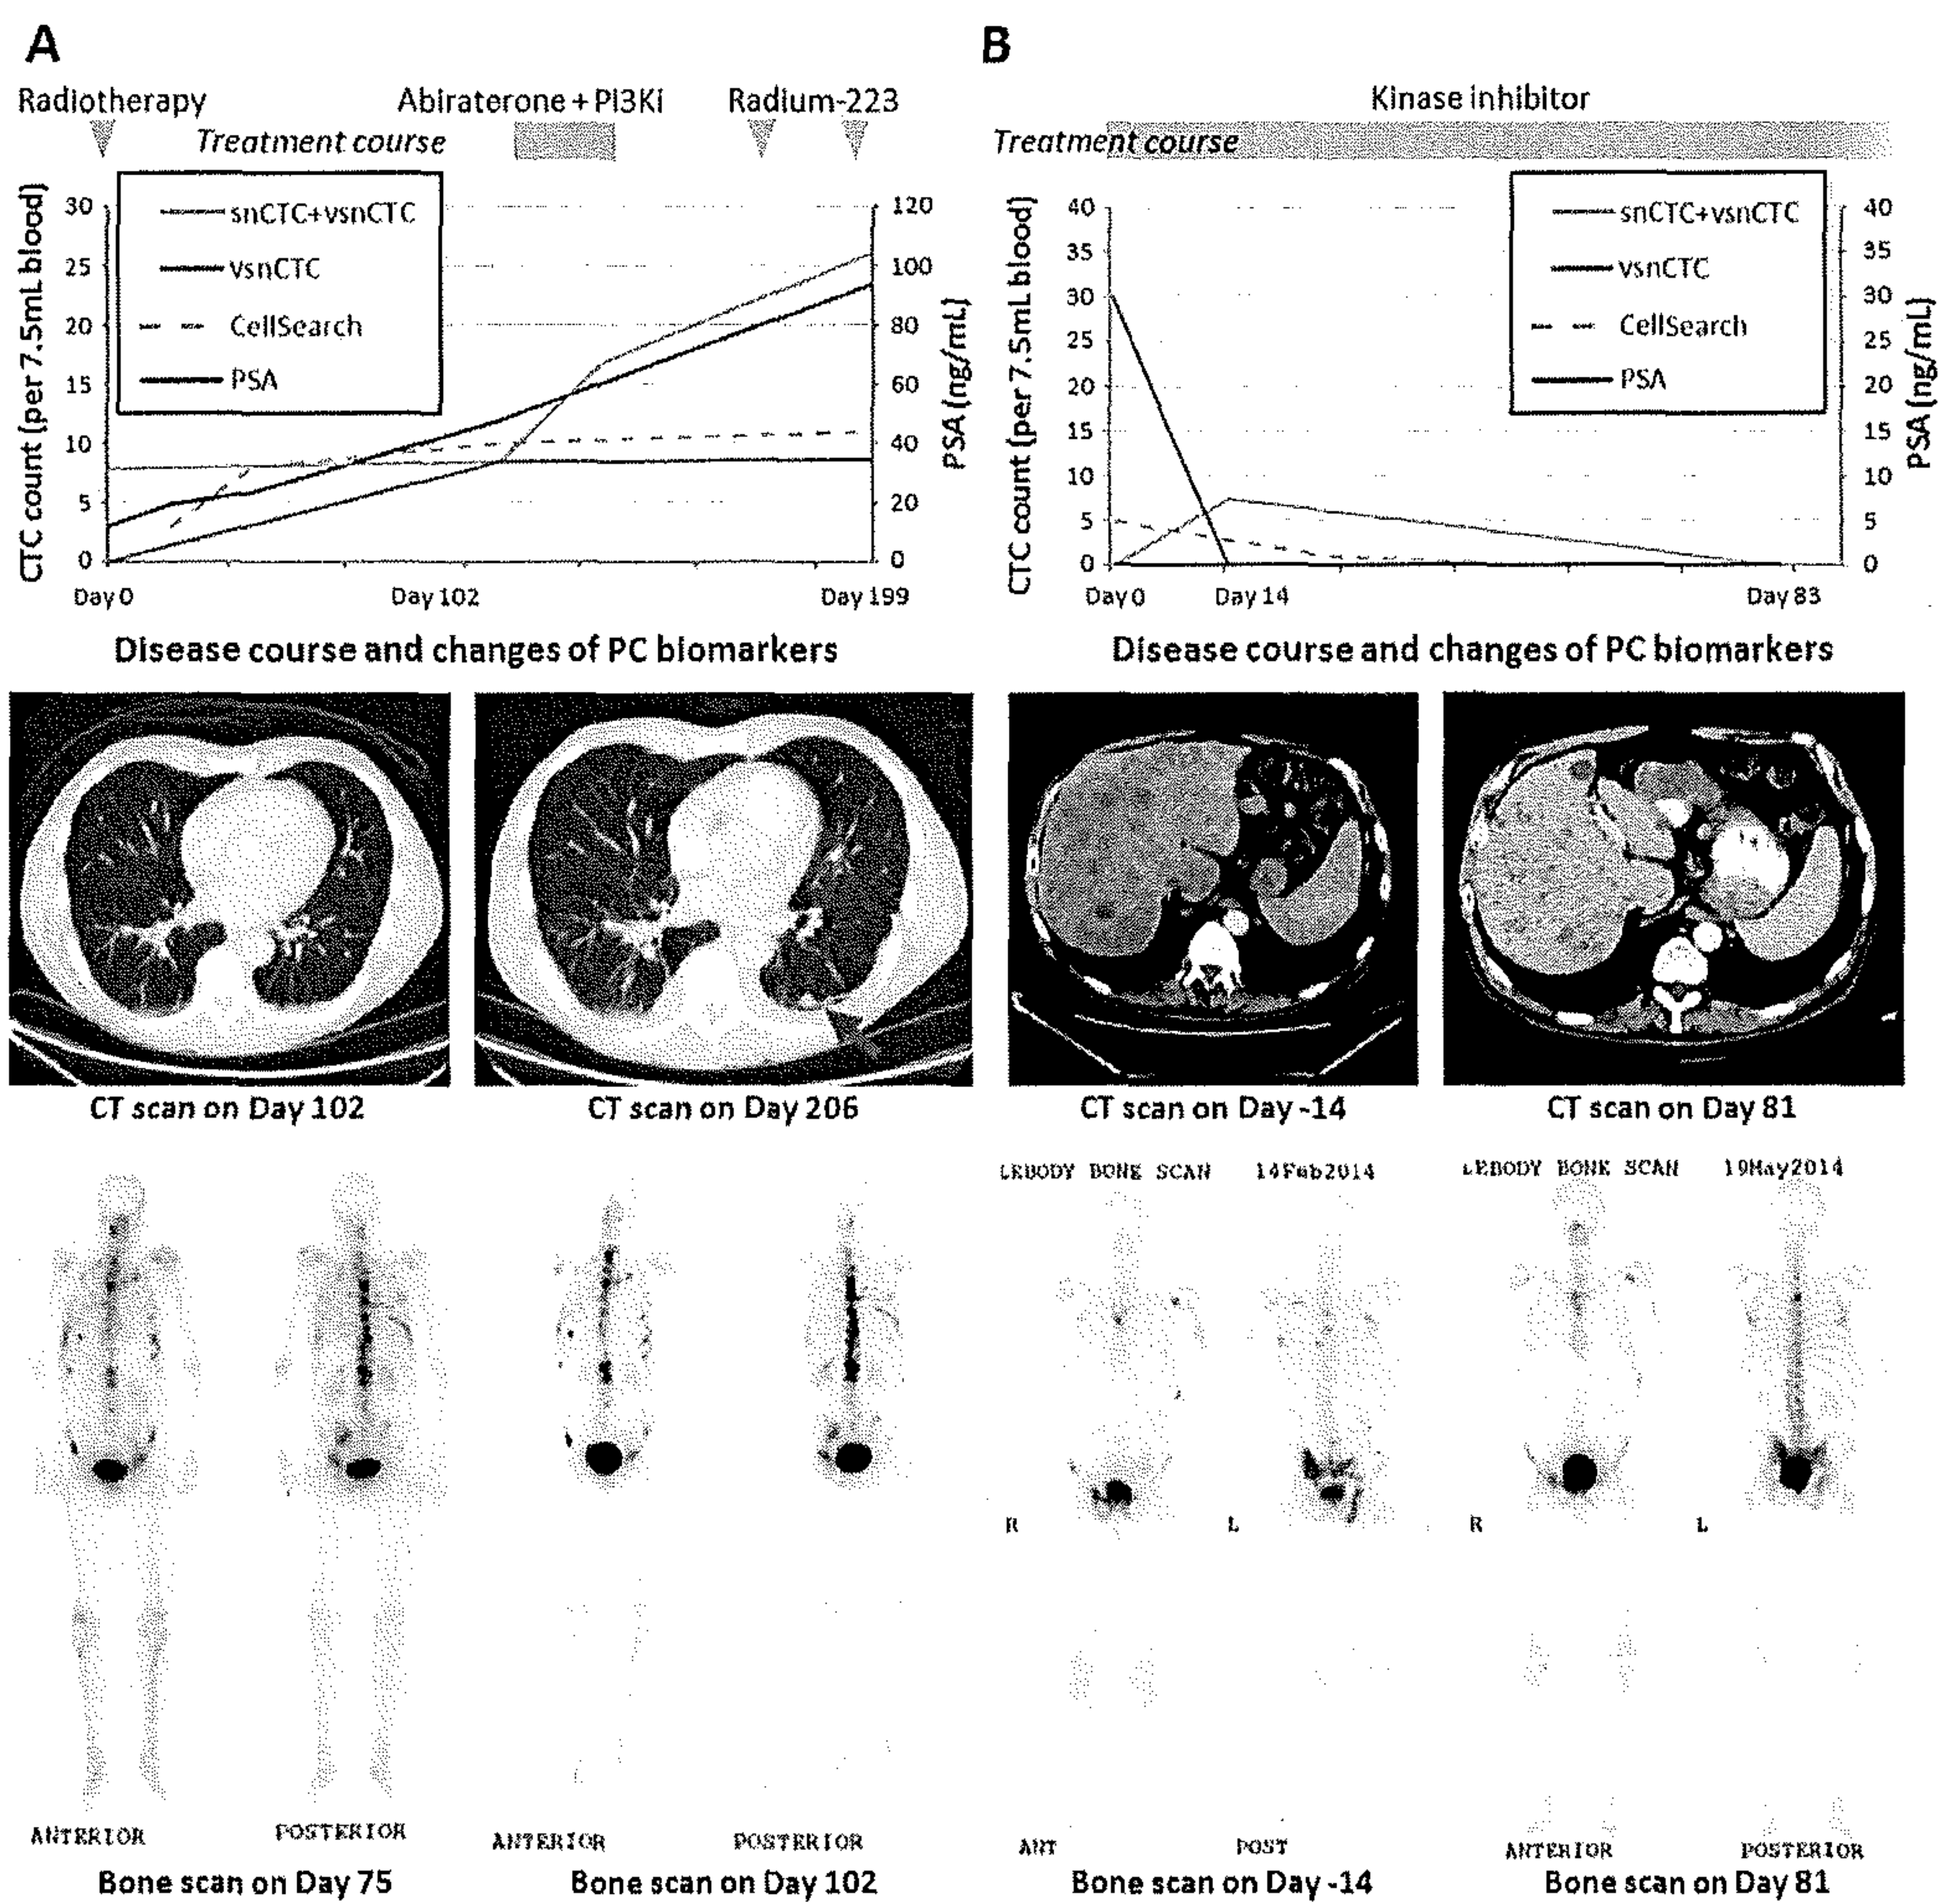 A
Radiotherapy
Abiraterone + PI3Ki
Radium-223
Treatment course
CTC count (per 7.5mL blood)
30
25
20
15
10
5
0
snCTC+vsnCTC
vsnCTC
CellSearch
PSA
120
100
80
60
40
20
0
PSA (ng/mL)
Day 0
Day 102
Day 199
Disease course and changes of PC biomarkers
CT scan on Day 102
CT scan on Day 206
ANTERIOR
POSTERIOR
ANTERIOR
POSTERIOR
Bone scan on Day 75
Bone scan on Day 102
B
Kinase inhibitor
Treatment course
CTC count (per 7.5mL blood)
40
35
30
25
20
15
10
5
0
snCTC+vsnCTC
vsnCTC
CellSearch
PSA
40
35
30
25
20
15
10
5
0
PSA (ng/mL)
Day 0
Day 14
Day 83
Disease course and changes of PC biomarkers
CT scan on Day -14
CT scan on Day 81
LEBODY BONE SCAN 14Feb2014
LEBODY BONE SCAN 19May2014
R
L
R
L
ANT
POST
ANTERIOR
POSTERIOR
Bone scan on Day -14
Bone scan on Day 81